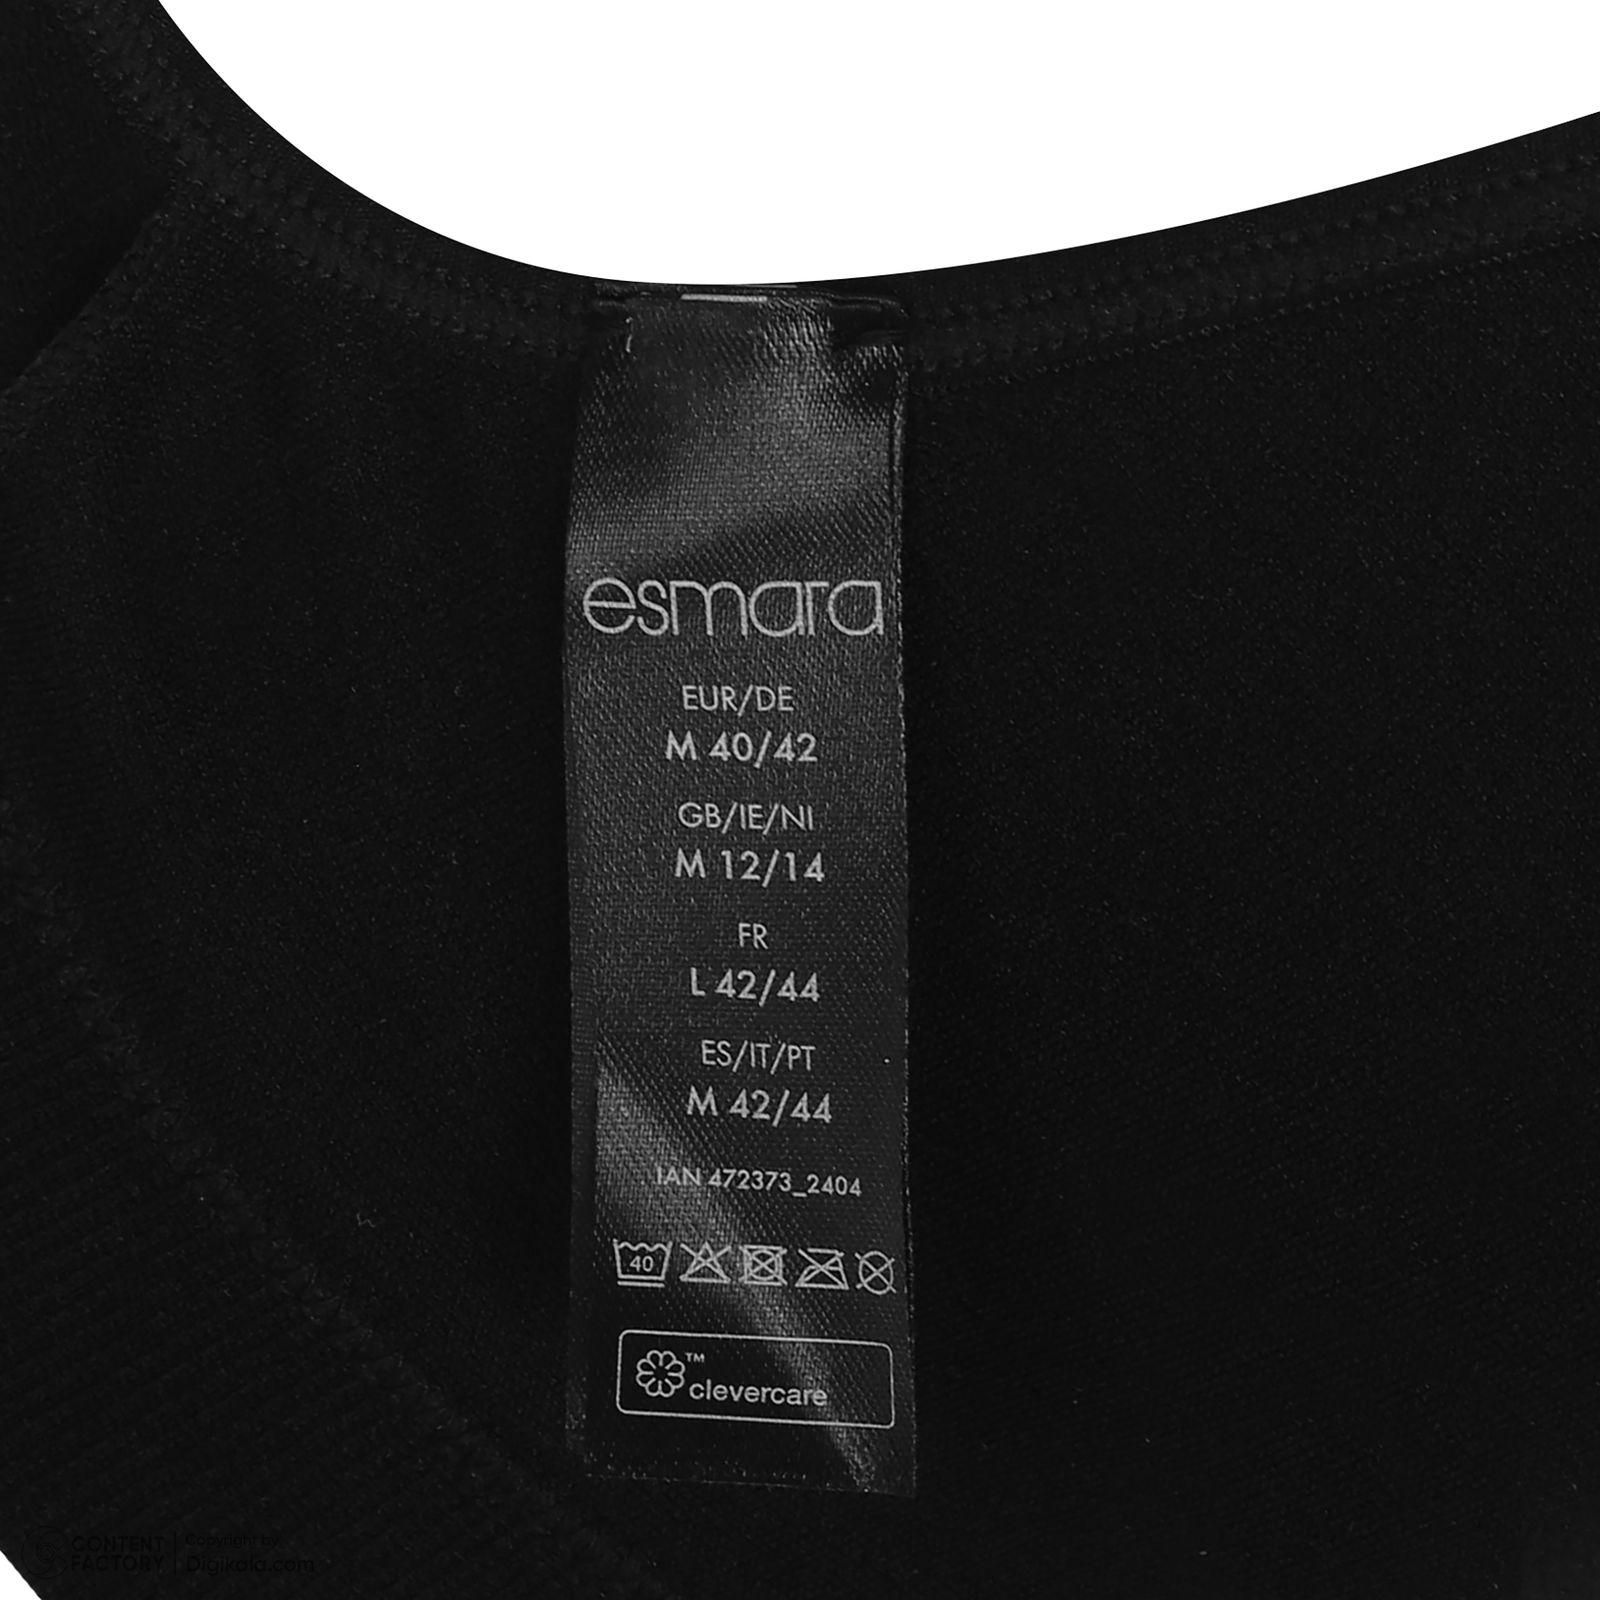 esmara
EUR/DE
M 40/42
GB/IE/NI
M 12/14
FR
L 42/44
ES/IT/PT
M 42/44
IAN 472373_2404
40
™
clevercare
CONTENT FACTORY
Copyright by
Digikala.com